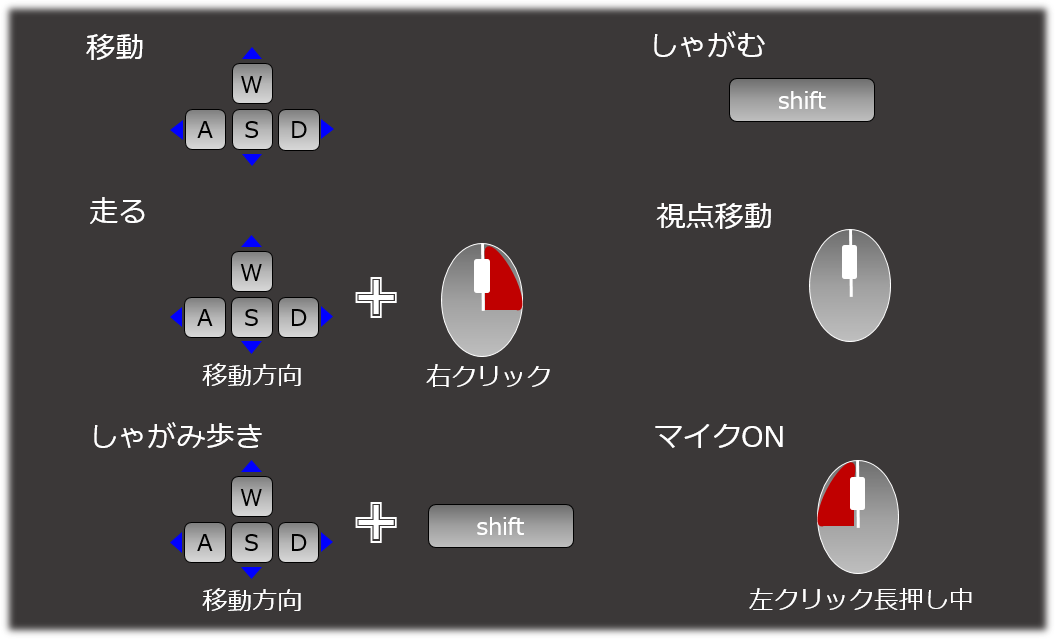 移動
W
A S D
走る
W
A S D
移動方向
右クリック
しゃがみ歩き
W
A S D
shift
移動方向
しゃがむ
shift
視点移動
マイクON
左クリック長押し中